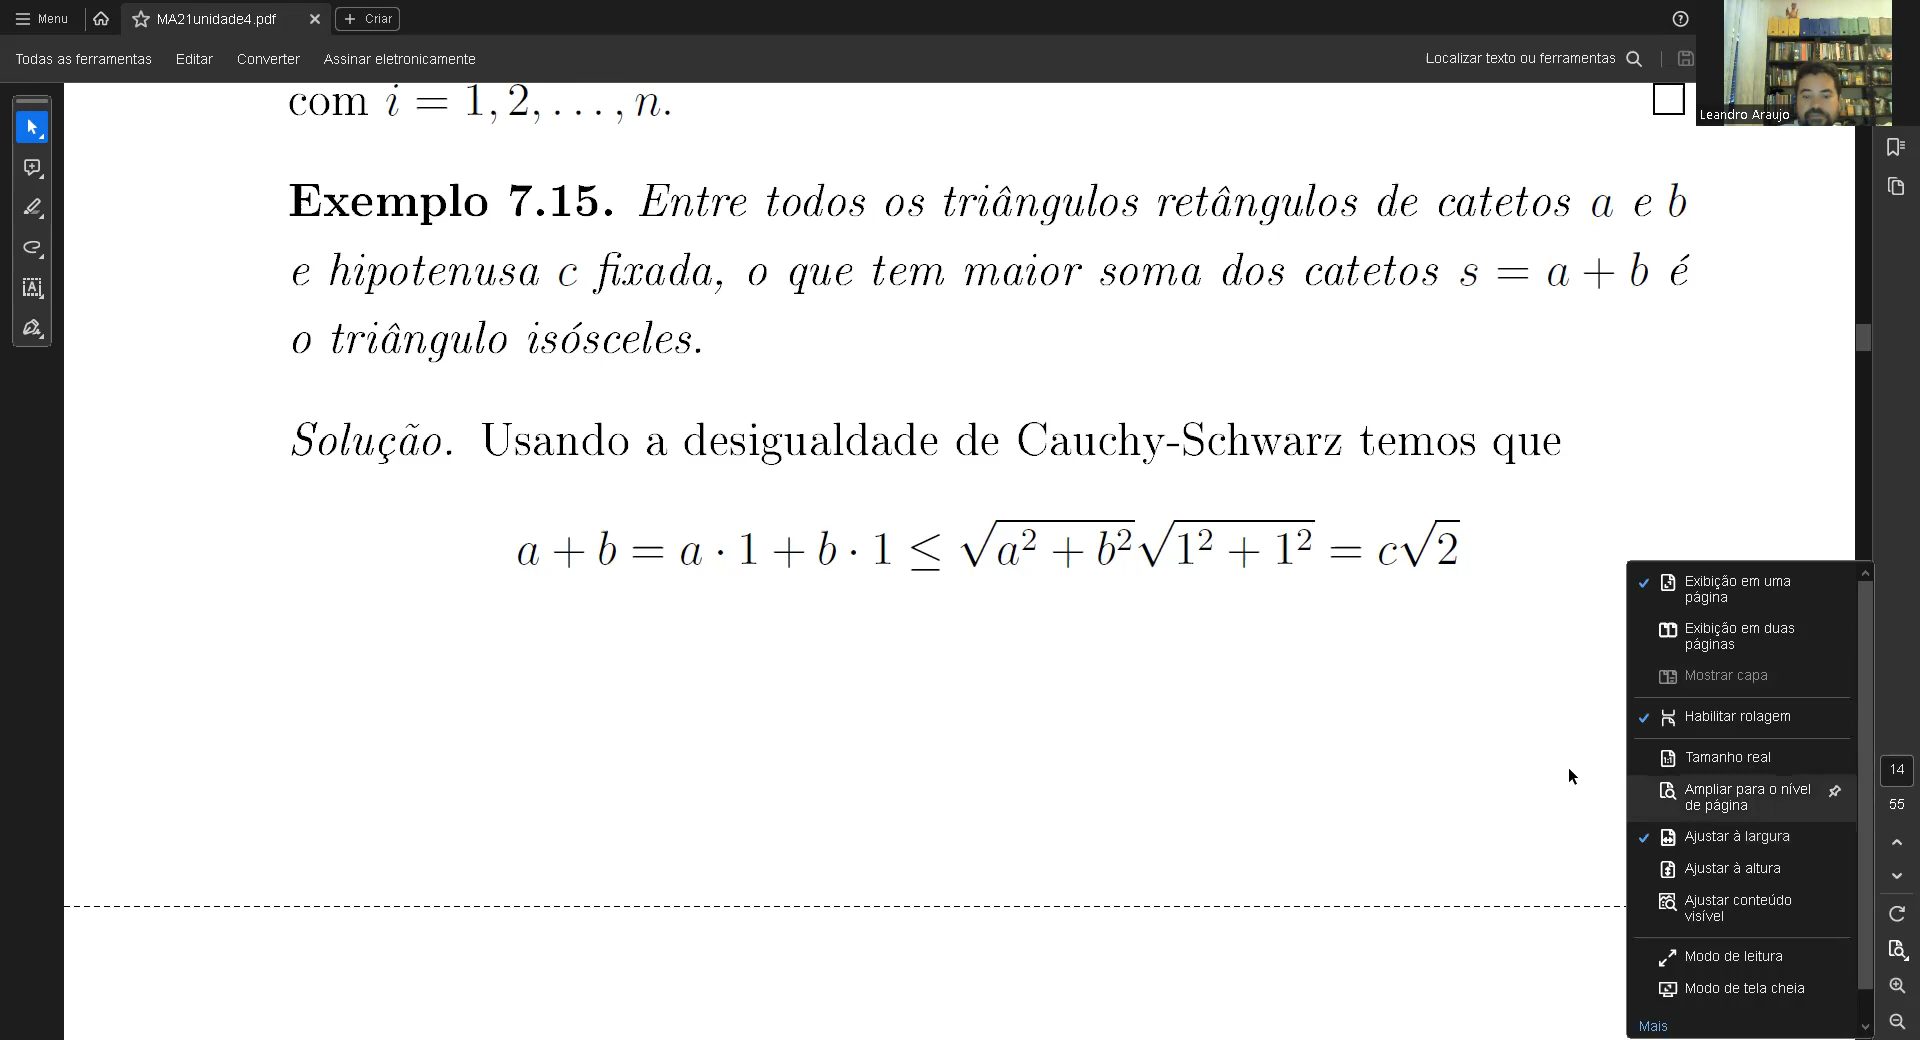 Menu
MA21unidade4.pdf
Criar
Todas as ferramentas
Editar
Converter
Assinar eletronicamente
Localizar texto ou ferramentas
Leandro Araujo
com i = 1, 2, . . . , n.
Exemplo 7.15. Entre todos os triângulos retângulos de catetos a e b
e hipotenusa c fixada, o que tem maior soma dos catetos s = a + b é
o triângulo isósceles.
Solução. Usando a desigualdade de Cauchy-Schwarz temos que
a + b = a · 1 + b · 1 ≤ √(a² + b²)√(1² + 1²) = c√2
Exibição em uma
página
Exibição em duas
páginas
Mostrar capa
Habilitar rolagem
Tamanho real
Ampliar para o nível
de página
Ajustar à largura
Ajustar à altura
Ajustar conteúdo
visível
Modo de leitura
Modo de tela cheia
Mais
14
55